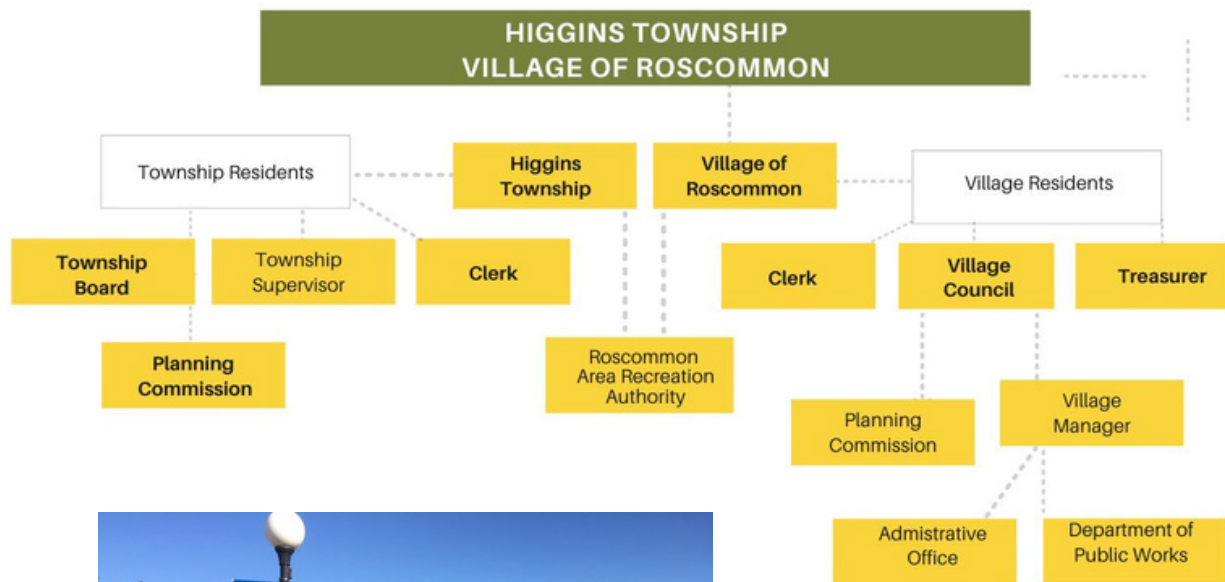 HIGGINS TOWNSHIP
VILLAGE OF ROSCOMMON
Township Residents
Higgins
Township
Village of
Roscommon
Village Residents
Township
Board
Township
Supervisor
Clerk
Clerk
Village
Council
Treasurer
Planning
Commission
Roscommon
Area Recreation
Authority
Planning
Commission
Village
Manager
Admistrative
Office
Department of
Public Works